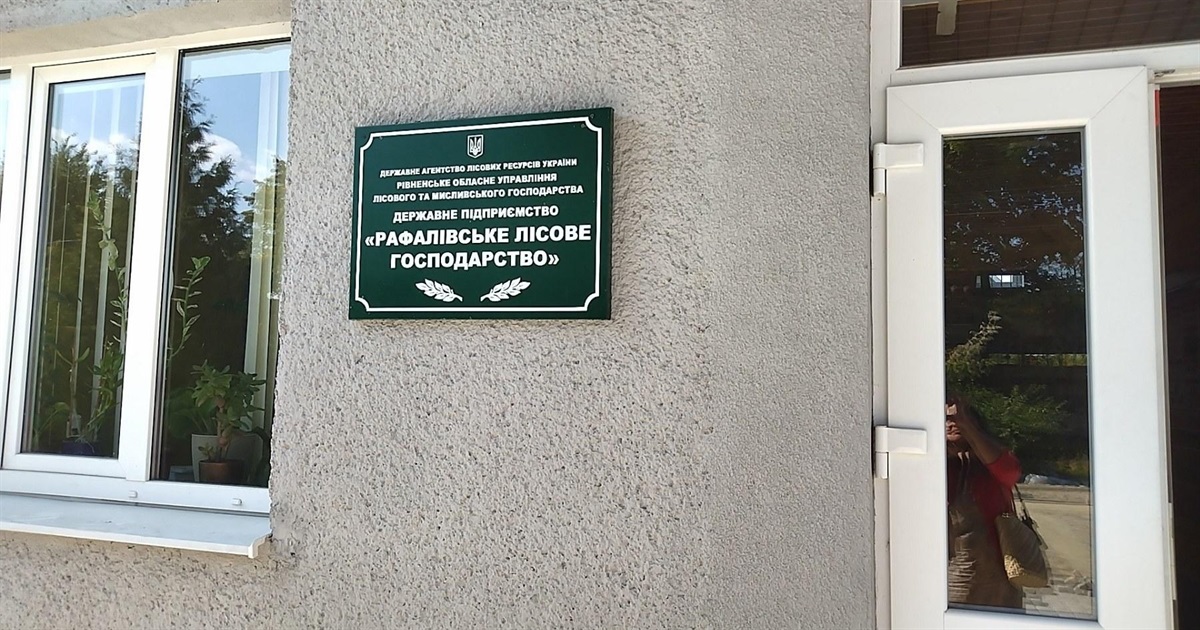 ДЕРЖАВНЕ АГЕНТСТВО ЛІСОВИХ РЕСУРСІВ УКРАЇНИ
РІВНЕНСЬКЕ ОБЛАСНЕ УПРАВЛІННЯ
ЛІСОВОГО ТА МИСЛИВСЬКОГО ГОСПОДАРСТВА
ДЕРЖАВНЕ ПІДПРИЄМСТВО
«РАФАЛІВСЬКЕ ЛІСОВЕ
ГОСПОДАРСТВО»